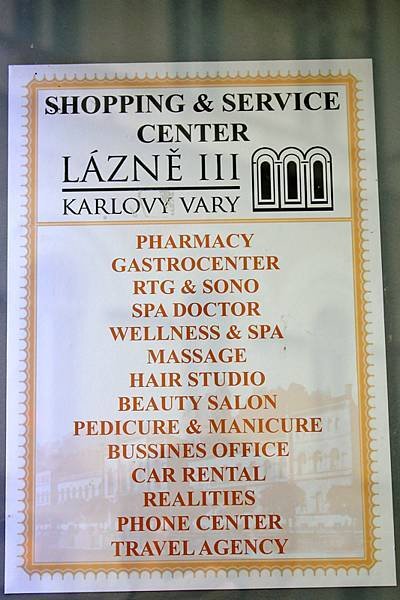 SHOPPING & SERVICE
CENTER
LÁZNĚ III
KARLOVY VARY
PHARMACY
GASTROCENTER
RTG & SONO
SPA DOCTOR
WELLNESS & SPA
MASSAGE
HAIR STUDIO
BEAUTY SALON
PEDICURE & MANICURE
BUSSINES OFFICE
CAR RENTAL
REALITIES
PHONE CENTER
TRAVEL AGENCY